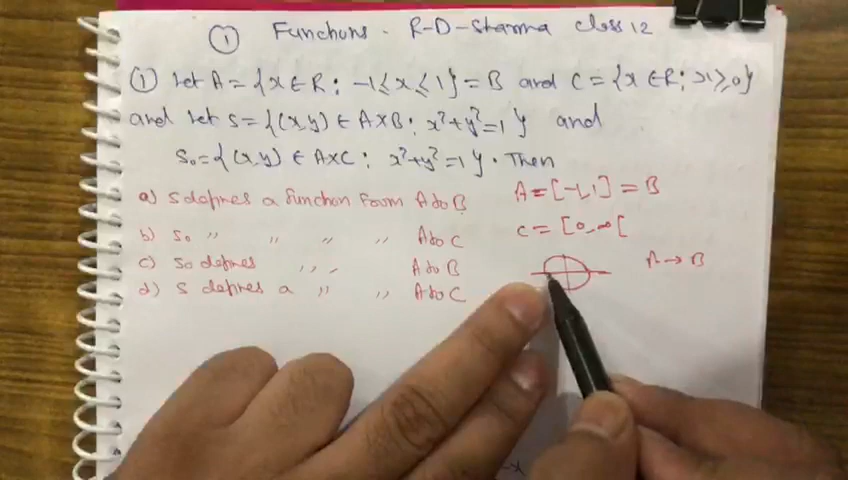 ① Functions - R-D-Sharma Class 12
① Let A = {x ∈ R : -1 ≤ x ≤ 1} = B and C = {x ∈ R ; x ≥ 0}
and let S = {(x,y) ∈ A×B : x²+y²=1} and
S₀ = {(x,y) ∈ A×C : x²+y²=1}. Then
a) S defines a function from A to B
b) S₀ " " " " A to C
c) S₀ defines " " A to B
d) S defines a " " A to C
A = [-1,1] = B
C = [0,∞[
A → B